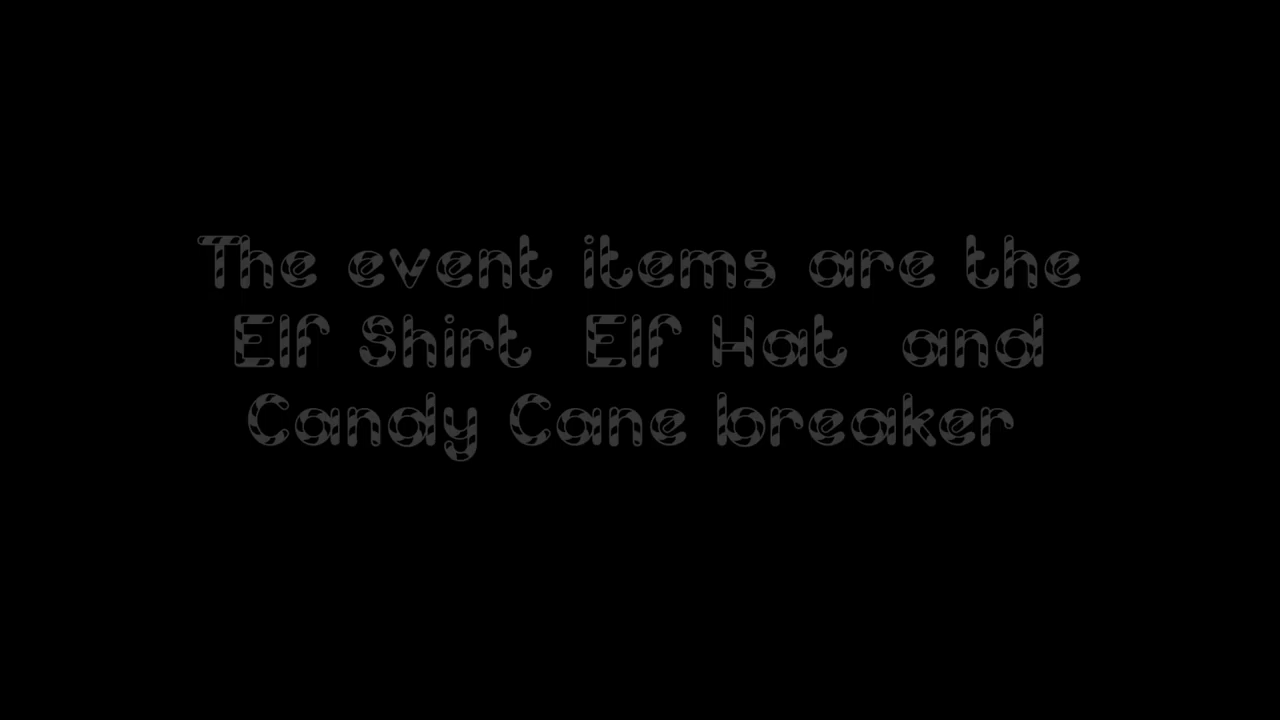 The event items are the
Elf Shirt Elf Hat and
Candy Cane breaker